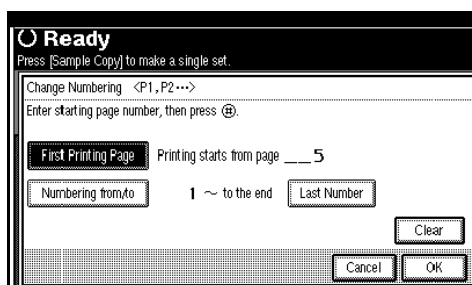 Ready
Press [Sample Copy] to make a single set.
Change Numbering <P1,P2···>
Enter starting page number, then press ⊕.
First Printing Page Printing starts from page __5
Numbering from/to 1 ~ to the end Last Number
Clear
Cancel OK